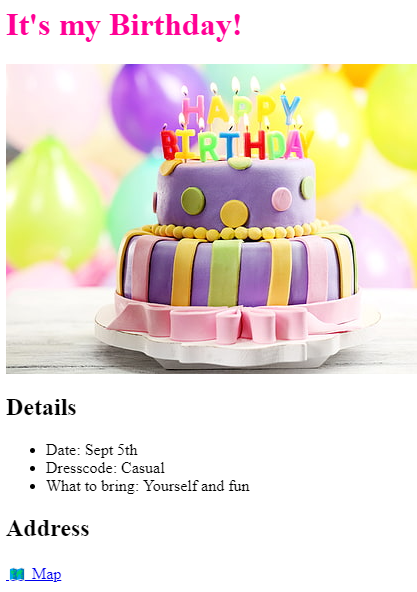 It's my Birthday!
HAPPY
BIRTHDAY
Details
Date: Sept 5th
Dresscode: Casual
What to bring: Yourself and fun
Address
Map